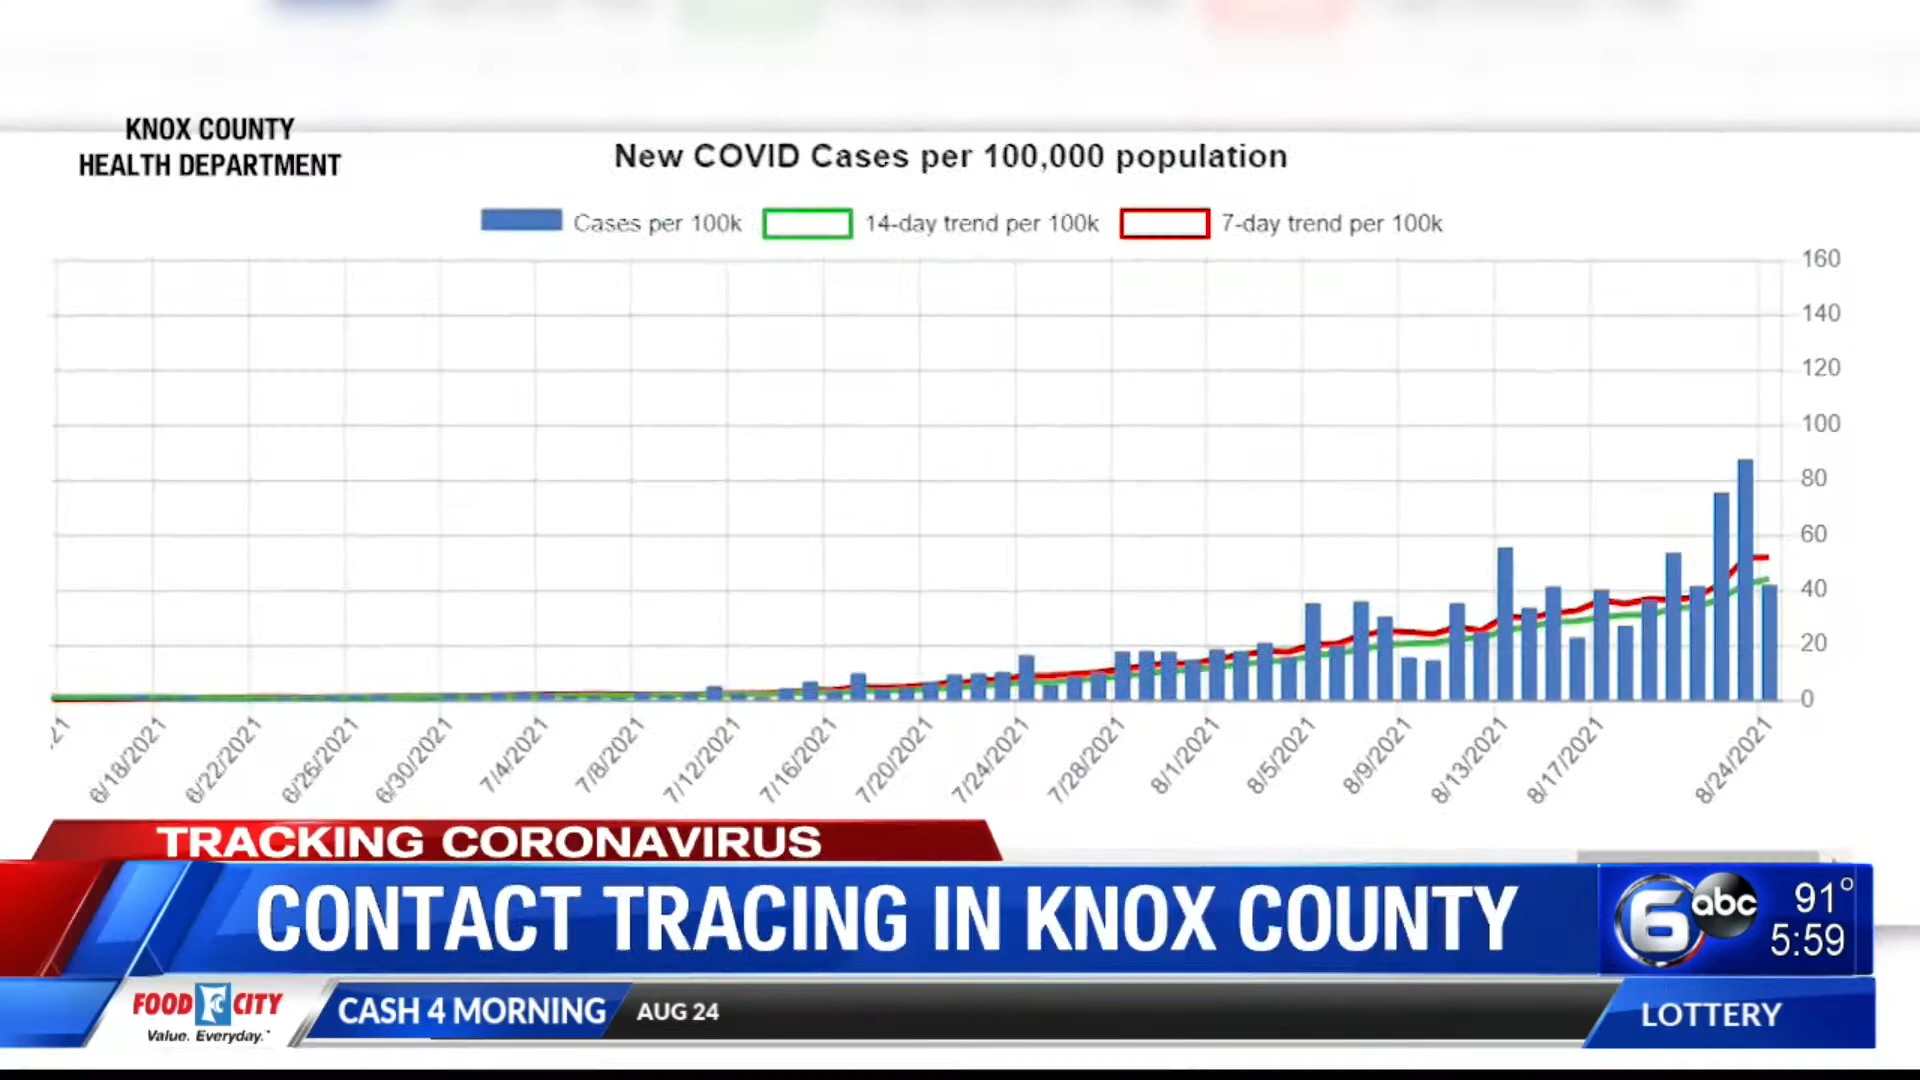 KNOX COUNTY
HEALTH DEPARTMENT
New COVID Cases per 100,000 population
Cases per 100k 14-day trend per 100k 7-day trend per 100k
160
140
120
100
80
60
40
20
0
6/18/2021 6/22/2021 6/26/2021 6/30/2021 7/4/2021 7/8/2021 7/12/2021 7/16/2021 7/20/2021 7/24/2021 7/28/2021 8/1/2021 8/5/2021 8/9/2021 8/13/2021 8/17/2021 8/24/2021
TRACKING CORONAVIRUS
CONTACT TRACING IN KNOX COUNTY
6 abc 91°
5:59
FOOD FC CITY
Value. Everyday.
CASH 4 MORNING AUG 24 LOTTERY